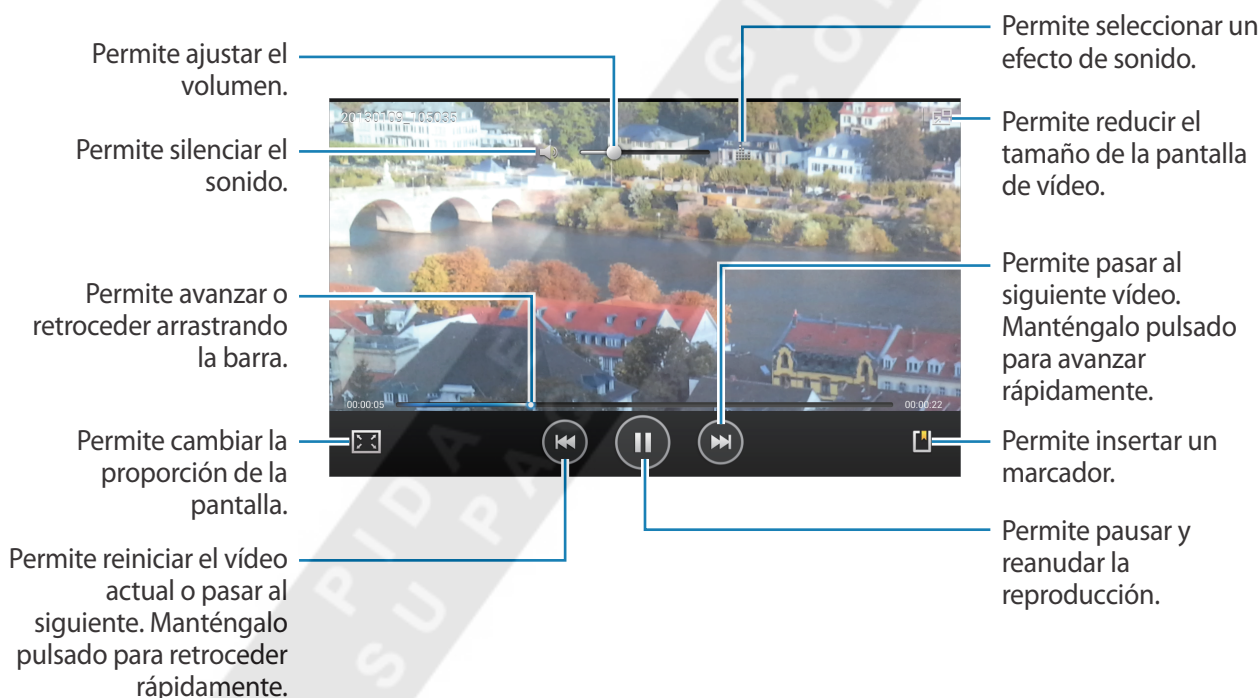 Permite ajustar el
volumen.
Permite silenciar el
sonido.
Permite avanzar o
retroceder arrastrando
la barra.
Permite cambiar la
proporción de la
pantalla.
Permite reiniciar el vídeo
actual o pasar al
siguiente. Manténgalo
pulsado para retroceder
rápidamente.
20130103_105035
00:00:05
00:00:22
Permite seleccionar un
efecto de sonido.
Permite reducir el
tamaño de la pantalla
de vídeo.
Permite pasar al
siguiente vídeo.
Manténgalo pulsado
para avanzar
rápidamente.
Permite insertar un
marcador.
Permite pausar y
reanudar la
reproducción.